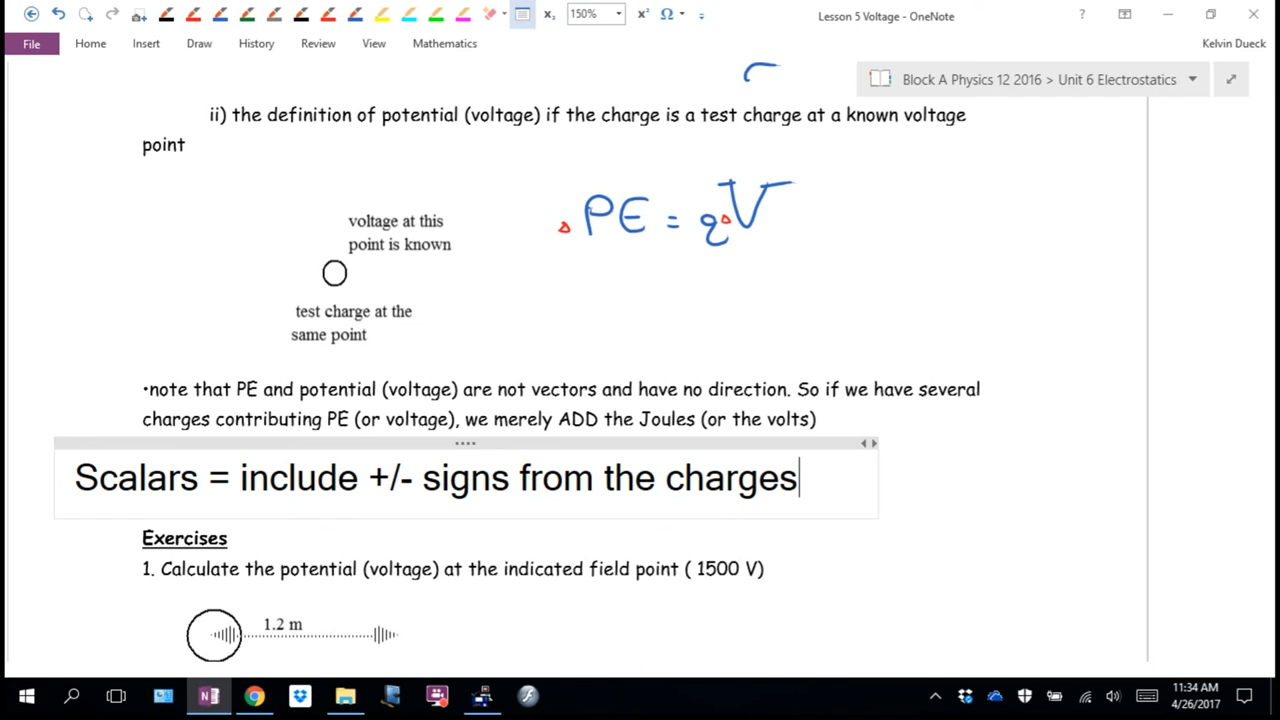 150%
Lesson 5 Voltage - OneNote
File Home Insert Draw History Review View Mathematics
Kelvin Dueck
Block A Physics 12 2016 > Unit 6 Electrostatics
ii) the definition of potential (voltage) if the charge is a test charge at a known voltage
point
voltage at this
point is known
Δ PE = qΔV
test charge at the
same point
•note that PE and potential (voltage) are not vectors and have no direction. So if we have several
charges contributing PE (or voltage), we merely ADD the Joules (or the volts)
Scalars = include +/- signs from the charges
Exercises
1. Calculate the potential (voltage) at the indicated field point ( 1500 V)
1.2 m
11:34 AM
4/26/2017